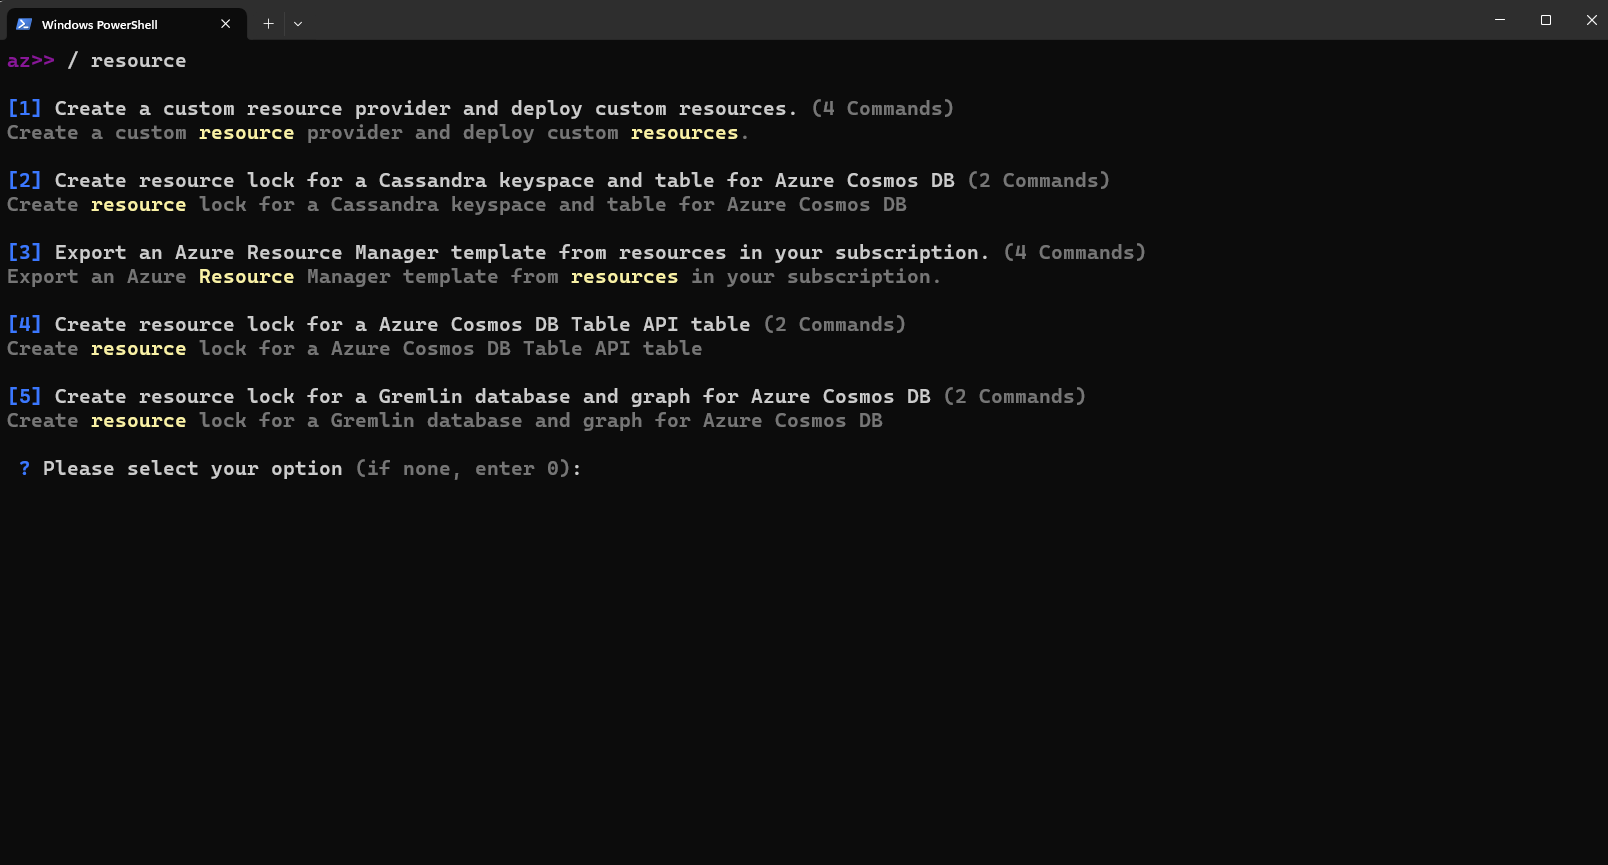 Windows PowerShell
az>> / resource
[1] Create a custom resource provider and deploy custom resources. (4 Commands)
Create a custom resource provider and deploy custom resources.
[2] Create resource lock for a Cassandra keyspace and table for Azure Cosmos DB (2 Commands)
Create resource lock for a Cassandra keyspace and table for Azure Cosmos DB
[3] Export an Azure Resource Manager template from resources in your subscription. (4 Commands)
Export an Azure Resource Manager template from resources in your subscription.
[4] Create resource lock for a Azure Cosmos DB Table API table (2 Commands)
Create resource lock for a Azure Cosmos DB Table API table
[5] Create resource lock for a Gremlin database and graph for Azure Cosmos DB (2 Commands)
Create resource lock for a Gremlin database and graph for Azure Cosmos DB
? Please select your option (if none, enter 0):